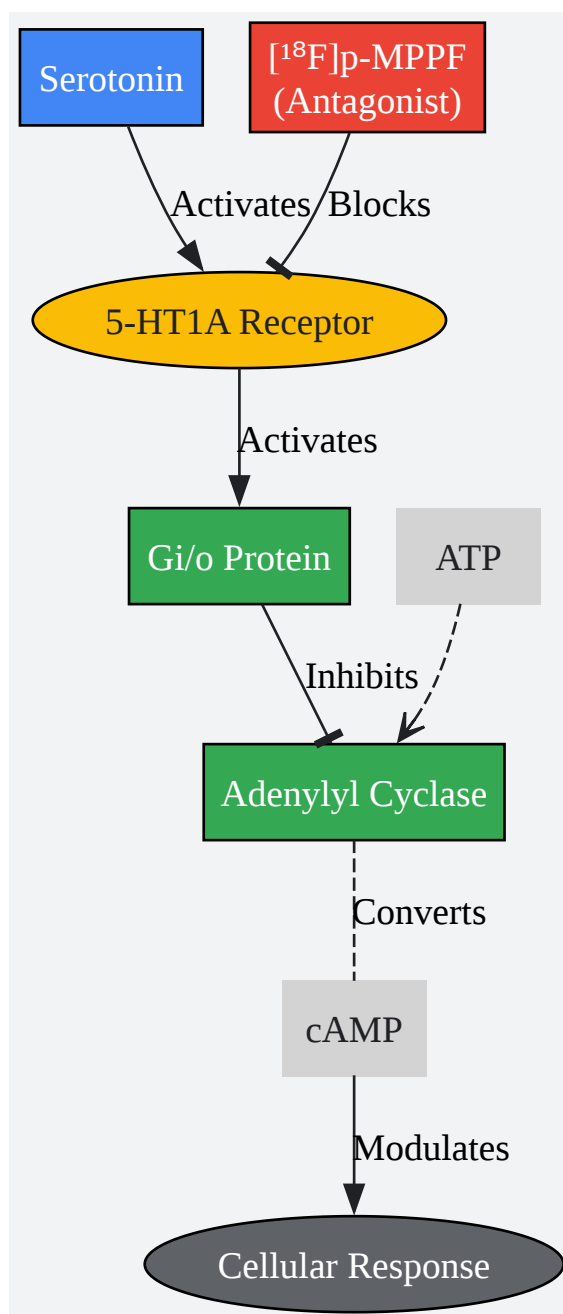 Serotonin
[¹⁸F]p-MPPF
(Antagonist)
Activates
Blocks
5-HT1A Receptor
Activates
Gi/o Protein
ATP
Inhibits
Adenylyl Cyclase
Converts
cAMP
Modulates
Cellular Response